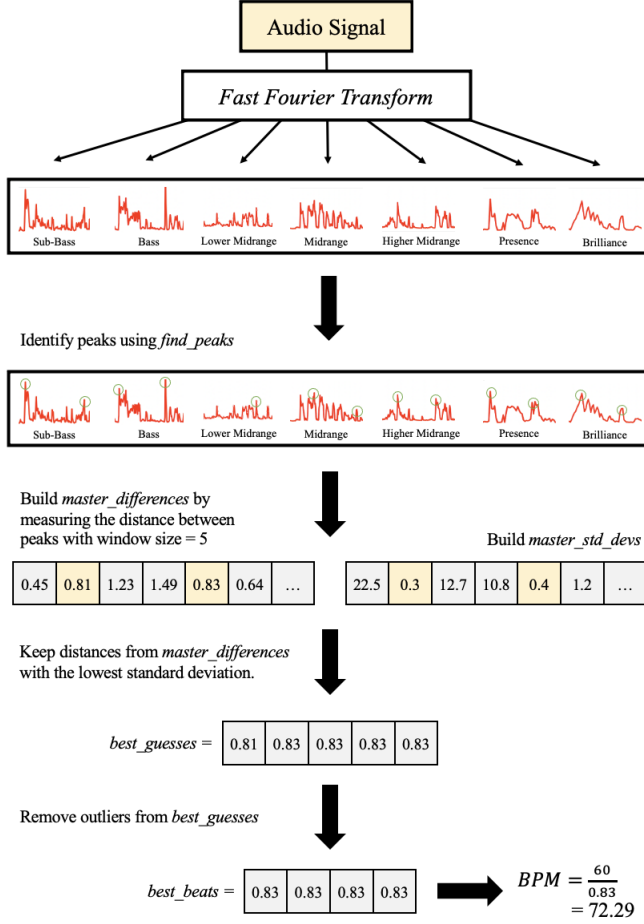 Audio Signal
Fast Fourier Transform
Sub-Bass Bass Lower Midrange Midrange Higher Midrange Presence Brilliance
Identify peaks using find_peaks
Sub-Bass Bass Lower Midrange Midrange Higher Midrange Presence Brilliance
Build master_differences by
measuring the distance between
peaks with window size = 5
Build master_std_devs
0.45 0.81 1.23 1.49 0.83 0.64 ...
22.5 0.3 12.7 10.8 0.4 1.2 ...
Keep distances from master_differences
with the lowest standard deviation.
best_guesses = 0.81 0.83 0.83 0.83 0.83
Remove outliers from best_guesses
best_beats = 0.83 0.83 0.83 0.83
BPM = 60/0.83
= 72.29